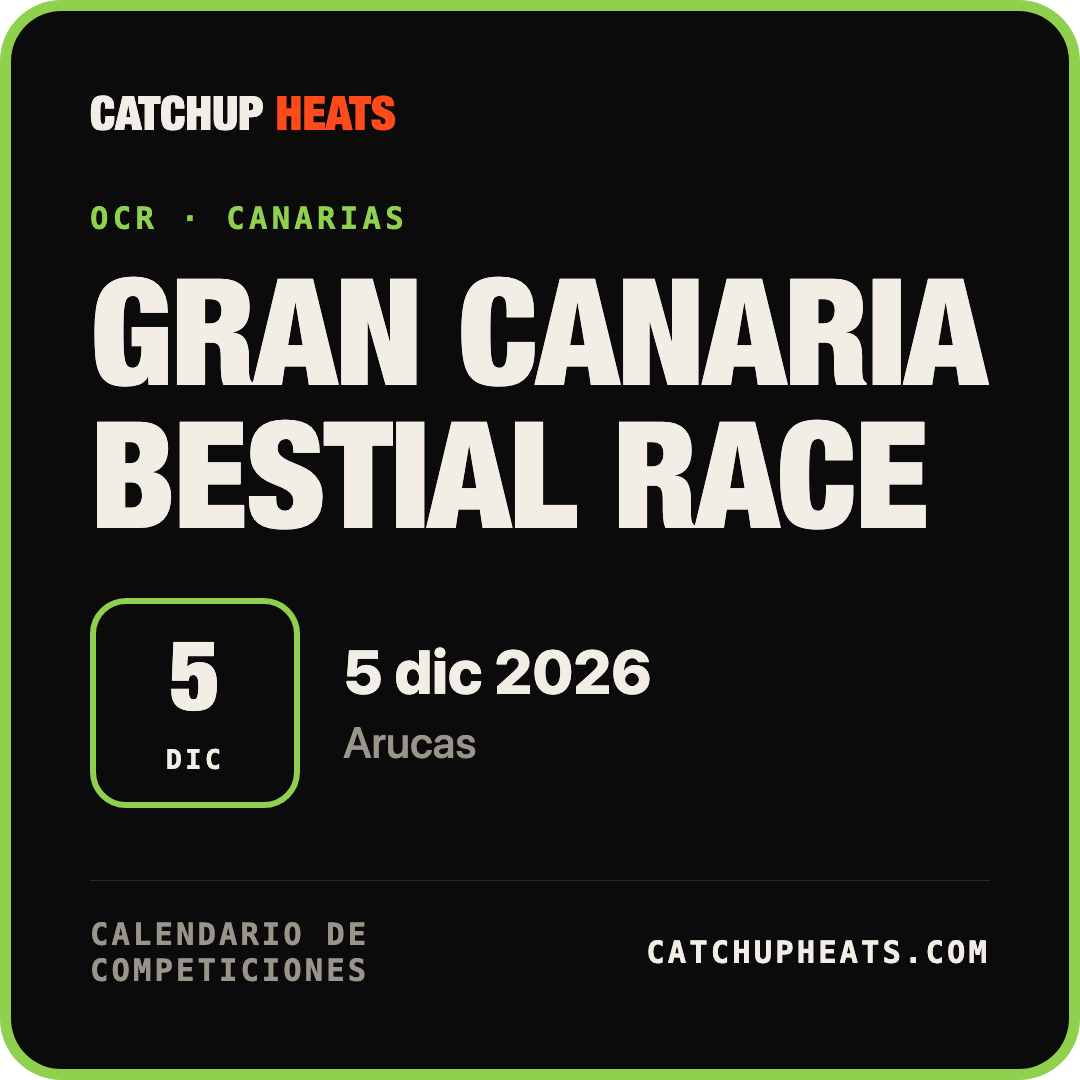 CATCHUP HEATS
OCR · CANARIAS
GRAN CANARIA
BESTIAL RACE
5
DIC
5 dic 2026
Arucas
CALENDARIO DE
COMPETICIONES
CATCHUPHEATS.COM